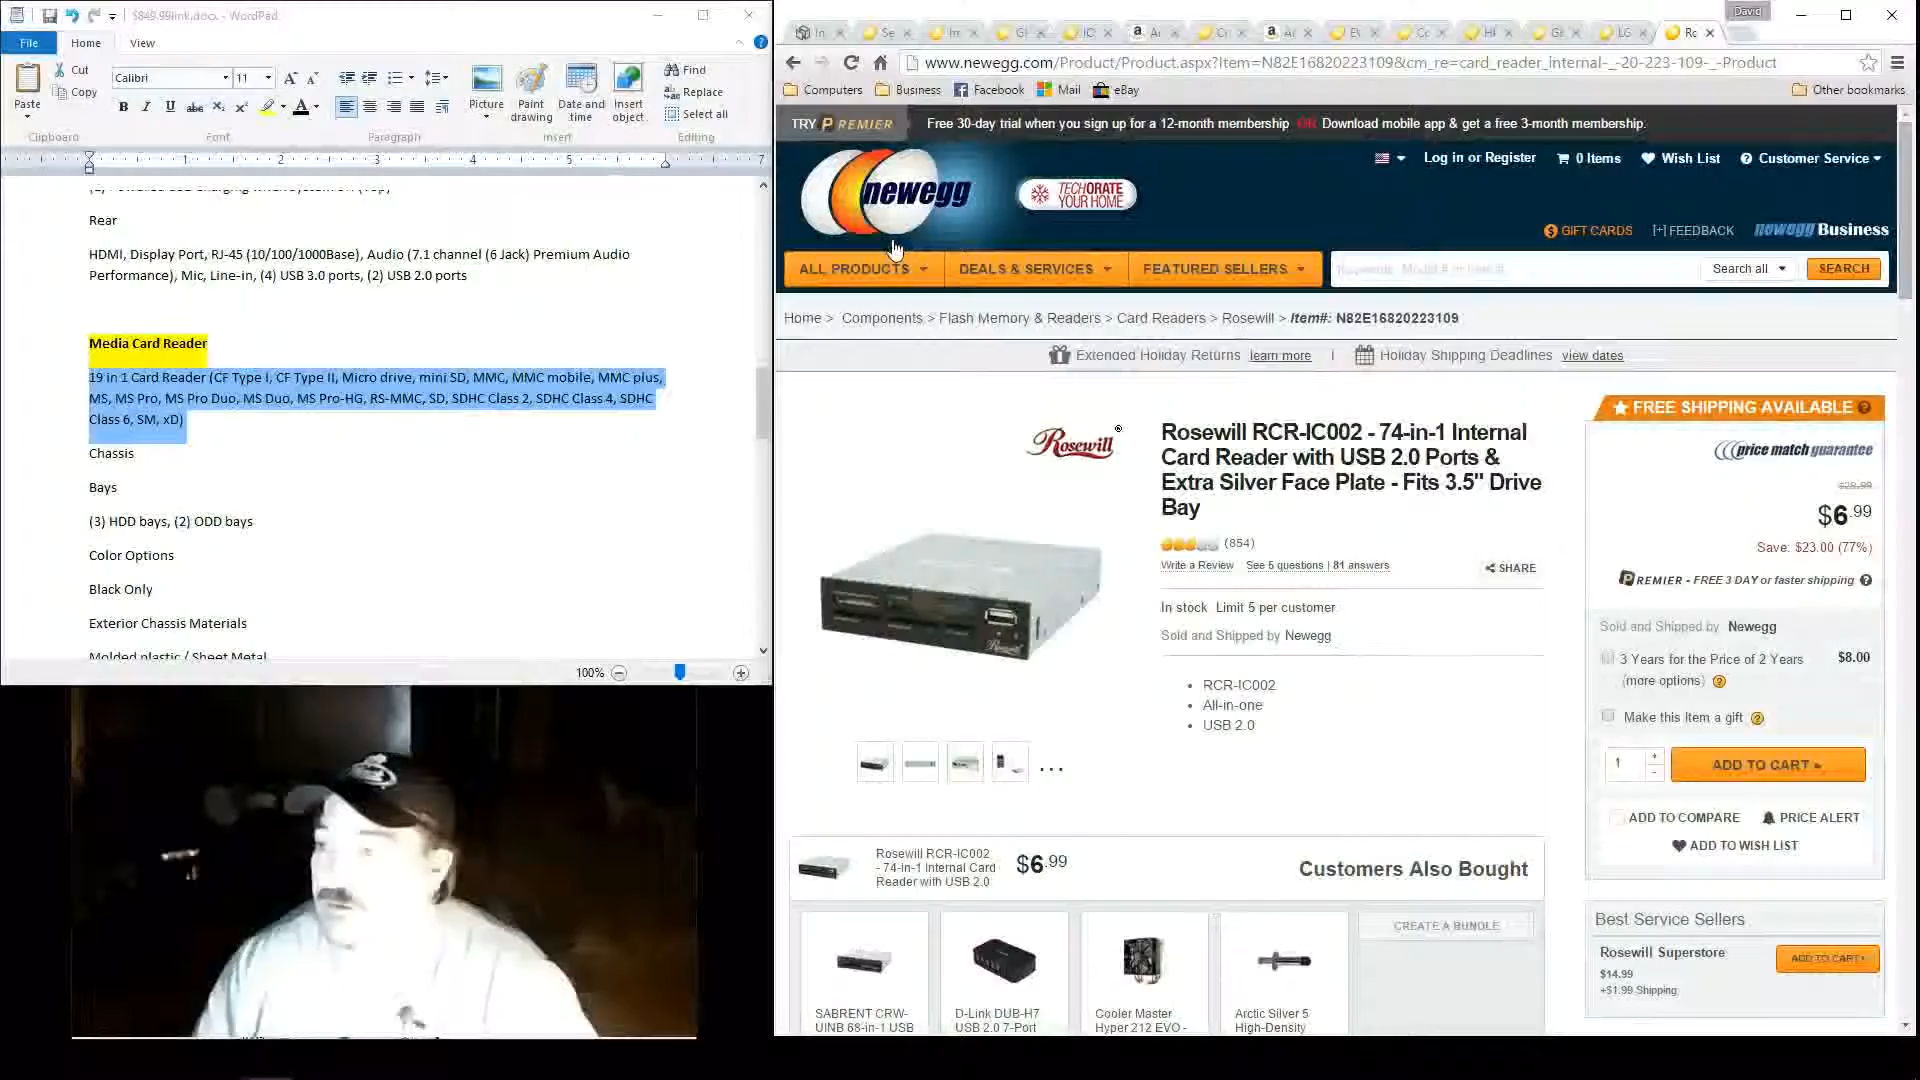 $849.99link.docx - WordPad
File
Home
View
Paste
Cut
Copy
Clipboard
Calibri
11
Font
Picture
Paint drawing
Date and time
Insert object
Insert
Find
Replace
Select all
Editing
1
2
3
4
5
7
Rear
HDMI, Display Port, RJ-45 (10/100/1000Base), Audio (7.1 channel (6 Jack) Premium Audio
Performance), Mic, Line-in, (4) USB 3.0 ports, (2) USB 2.0 ports
Media Card Reader
19 in 1 Card Reader (CF Type I, CF Type II, Micro drive, mini SD, MMC, MMC mobile, MMC plus,
MS, MS Pro, MS Pro Duo, MS Duo, MS Pro-HG, RS-MMC, SD, SDHC Class 2, SDHC Class 4, SDHC
Class 6, SM, xD)
Chassis
Bays
(3) HDD bays, (2) ODD bays
Color Options
Black Only
Exterior Chassis Materials
Molded plastic / Sheet Metal
100%
David
www.newegg.com/Product/Product.aspx?Item=N82E16820223109&cm_re=card_reader_internal-_-20-223-109-_-Product
Computers
Business
Facebook
Mail
eBay
Other bookmarks
TRY PREMIER
Free 30-day trial when you sign up for a 12-month membership OR Download mobile app & get a free 3-month membership.
newegg
TECHORATE
YOUR HOME
Log in or Register
0 Items
Wish List
Customer Service
GIFT CARDS
[+] FEEDBACK
newegg Business
ALL PRODUCTS
DEALS & SERVICES
FEATURED SELLERS
Search all
SEARCH
Home > Components > Flash Memory & Readers > Card Readers > Rosewill > Item#: N82E16820223109
Extended Holiday Returns learn more | Holiday Shipping Deadlines view dates
Rosewill
Rosewill RCR-IC002 - 74-in-1 Internal
Card Reader with USB 2.0 Ports &
Extra Silver Face Plate - Fits 3.5" Drive
Bay
(854)
Write a Review
See 5 questions | 81 answers
SHARE
In stock Limit 5 per customer
Sold and Shipped by Newegg
RCR-IC002
All-in-one
USB 2.0
...
FREE SHIPPING AVAILABLE
price match guarantee
$6.99
Save: $23.00 (77%)
PREMIER - FREE 3 DAY or faster shipping
Sold and Shipped by Newegg
3 Years for the Price of 2 Years
$8.00
(more options)
Make this Item a gift
1
ADD TO CART
ADD TO COMPARE
PRICE ALERT
ADD TO WISH LIST
Rosewill RCR-IC002
- 74-in-1 Internal Card
Reader with USB 2.0
$6.99
Customers Also Bought
SABRENT CRW-
UINB 68-in-1 USB
D-Link DUB-H7
USB 2.0 7-Port
Cooler Master
Hyper 212 EVO -
Arctic Silver 5
High-Density
CREATE A BUNDLE
Best Service Sellers
Rosewill Superstore
$14.99
+$1.99 Shipping
ADD TO CART